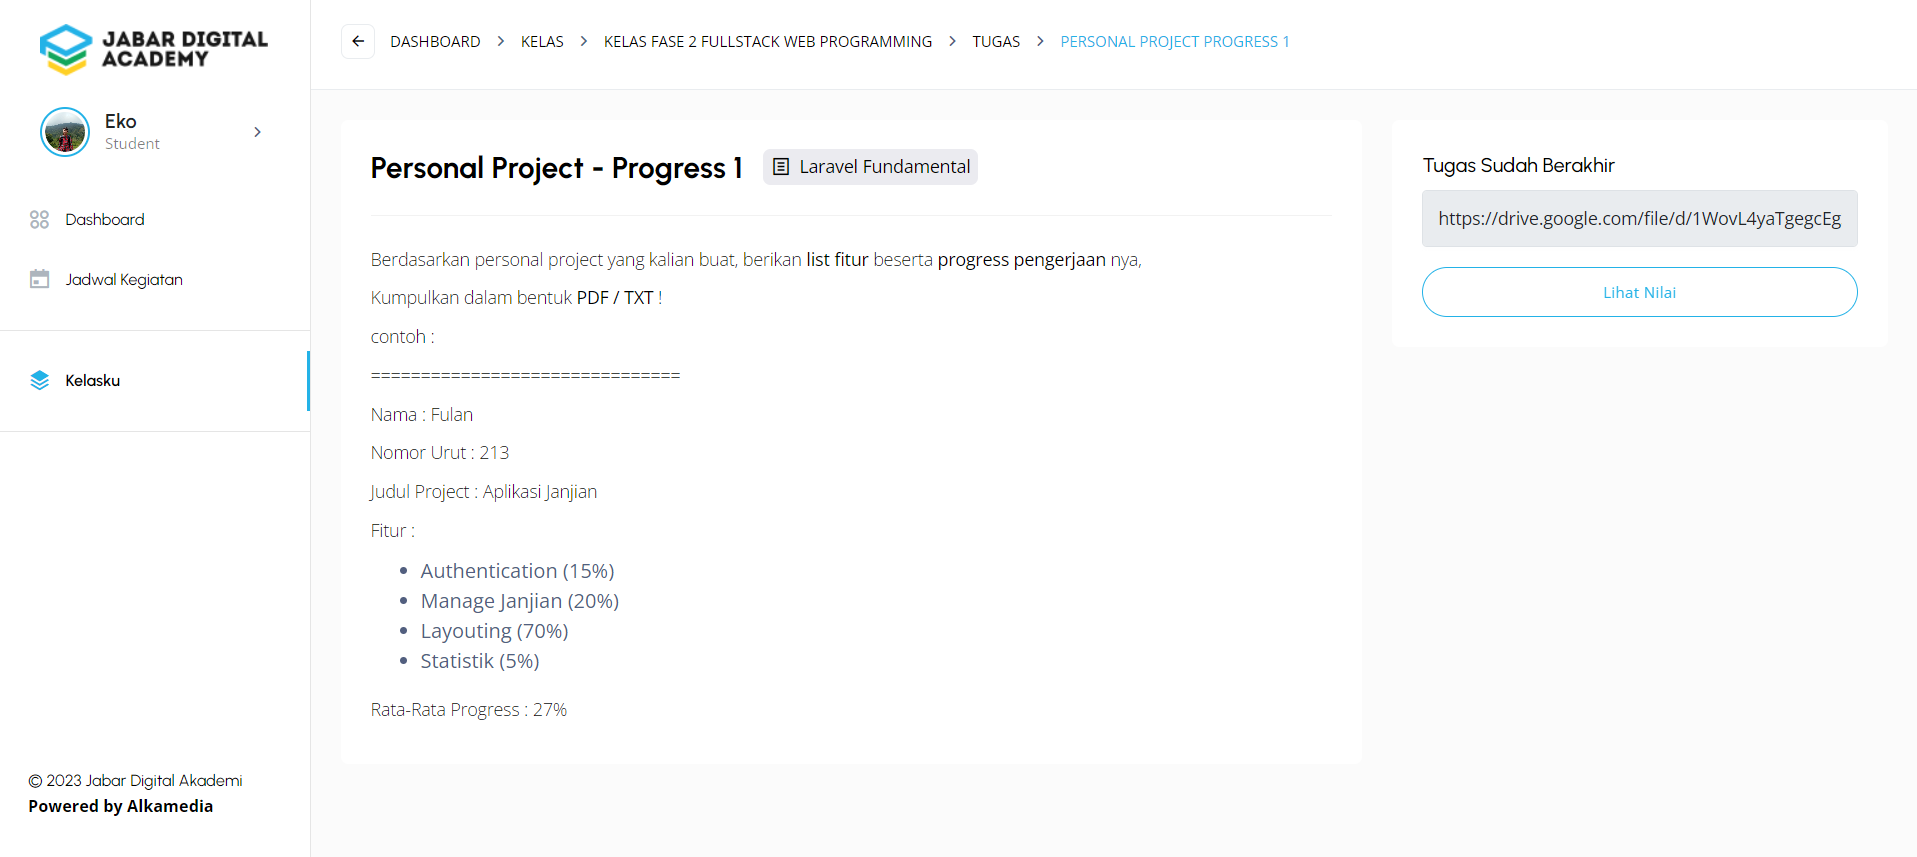 JABAR DIGITAL
ACADEMY
Eko
Student
Dashboard
Jadwal Kegiatan
Kelasku
© 2023 Jabar Digital Akademi
Powered by Alkamedia
DASHBOARD > KELAS > KELAS FASE 2 FULLSTACK WEB PROGRAMMING > TUGAS > PERSONAL PROJECT PROGRESS 1
Personal Project - Progress 1 Laravel Fundamental
Berdasarkan personal project yang kalian buat, berikan list fitur beserta progress pengerjaan nya,
Kumpulkan dalam bentuk PDF / TXT !
contoh :
===============================
Nama : Fulan
Nomor Urut : 213
Judul Project : Aplikasi Janjian
Fitur :
• Authentication (15%)
• Manage Janjian (20%)
• Layouting (70%)
• Statistik (5%)
Rata-Rata Progress : 27%
Tugas Sudah Berakhir
https://drive.google.com/file/d/1WovL4yaTgegcEg
Lihat Nilai